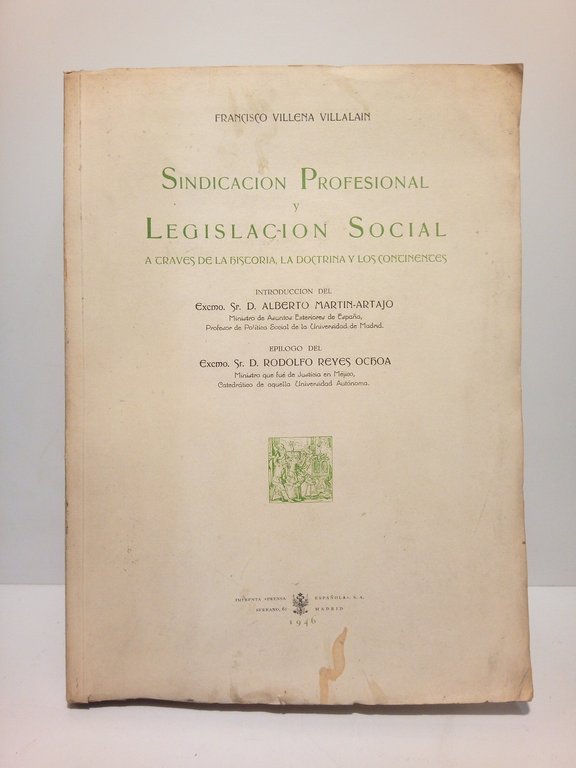 FRANCISCO VILLENA VILLALAIN
SINDICACION PROFESIONAL
y
LEGISLACION SOCIAL
A TRAVES DE LA HISTORIA, LA DOCTRINA Y LOS CONTINENTES
INTRODUCCION DEL
Excmo. Sr. D. ALBERTO MARTIN-ARTAJO
Ministro de Asuntos Exteriores de España,
Profesor de Política Social de la Universidad de Madrid.
EPILOGO DEL
Excmo. Sr. D. RODOLFO REYES OCHOA
Ministro que fué de Justicia en Méjico,
Catedrático de aquella Universidad Autónoma.
IMPRENTA PRENSA ESPAÑOLA, S. A.
SERRANO, 61 MADRID
1946